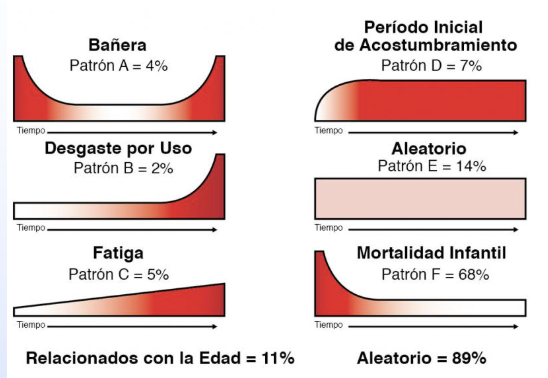 Bañera
Patrón A = 4%
Tiempo
Desgaste por Uso
Patrón B = 2%
Tiempo
Fatiga
Patrón C = 5%
Tiempo
Relacionados con la Edad = 11%
Período Inicial
de Acostumbramiento
Patrón D = 7%
Tiempo
Aleatorio
Patrón E = 14%
Tiempo
Mortalidad Infantil
Patrón F = 68%
Tiempo
Aleatorio = 89%